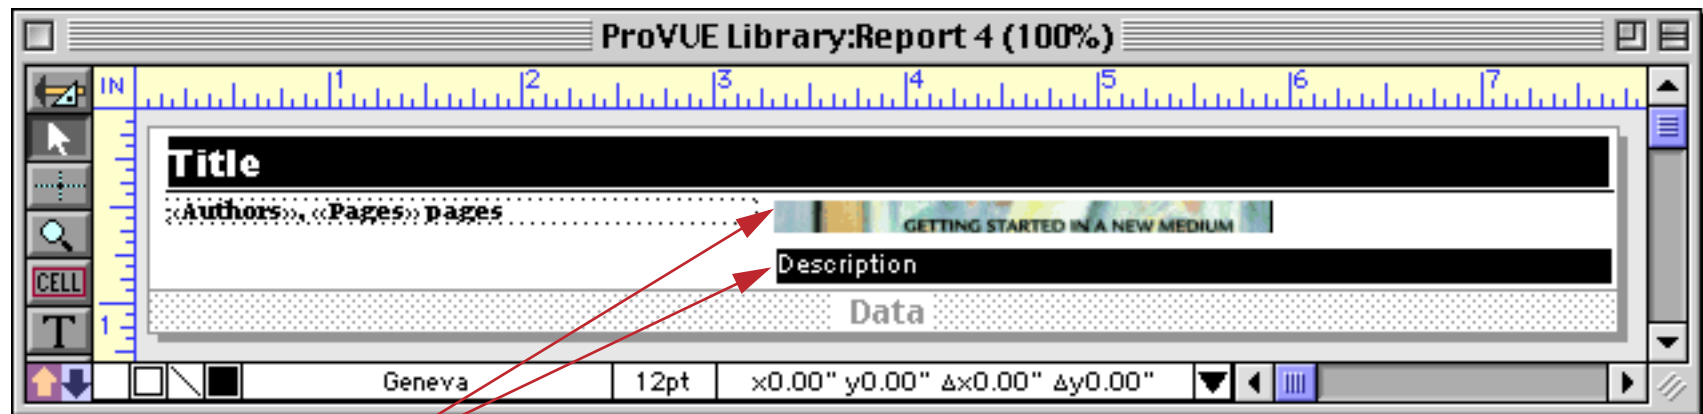 ProVUE Library:Report 4 (100%)
IN 1 2 3 4 5 6 7
Title
«Authors», «Pages» pages
GETTING STARTED IN A NEW MEDIUM
Description
CELL
Data
T 1
Geneva 12pt x0.00" y0.00" Δx0.00" Δy0.00"